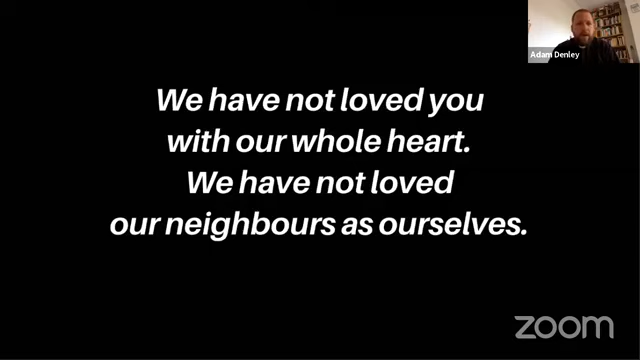 Adam Denley
We have not loved you
with our whole heart.
We have not loved
our neighbours as ourselves.
zoom